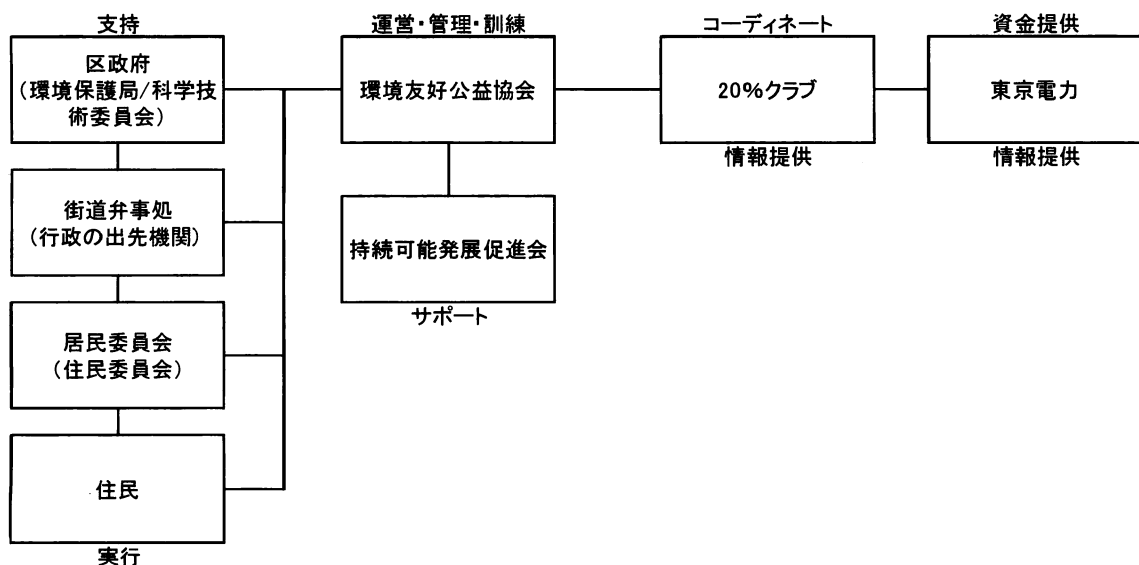 支持
区政府
(環境保護局/科学技
術委員会)
街道弁事処
(行政の出先機関)
居民委員会
(住民委員会)
住民
実行
運営・管理・訓練
環境友好公益協会
持続可能発展促進会
サポート
コーディネート
20%クラブ
情報提供
資金提供
東京電力
情報提供